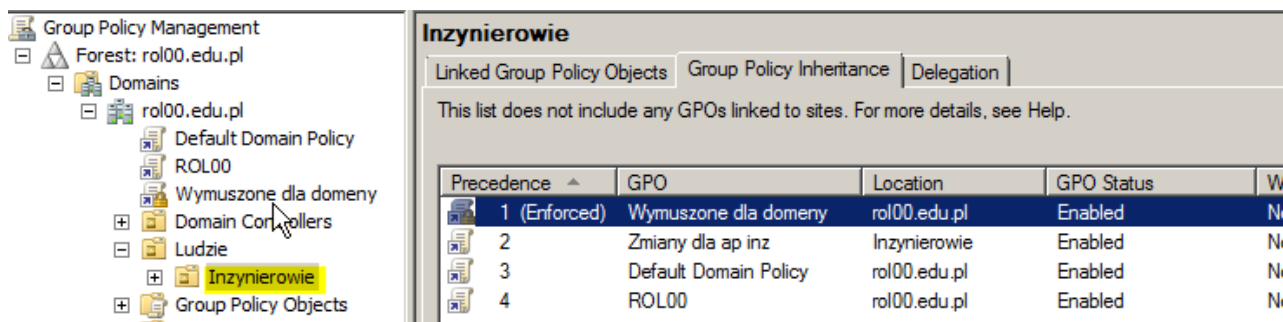 Group Policy Management
Forest: rol00.edu.pl
Domains
rol00.edu.pl
Default Domain Policy
ROL00
Wymuszone dla domeny
Domain Controllers
Ludzie
Inzynierowie
Group Policy Objects
Inzynierowie
Linked Group Policy Objects Group Policy Inheritance Delegation
This list does not include any GPOs linked to sites. For more details, see Help.
Precedence GPO Location GPO Status W
1 (Enforced) Wymuszone dla domeny rol00.edu.pl Enabled
2 Zmiany dla ap inz Inzynierowie Enabled
3 Default Domain Policy rol00.edu.pl Enabled
4 ROL00 rol00.edu.pl Enabled